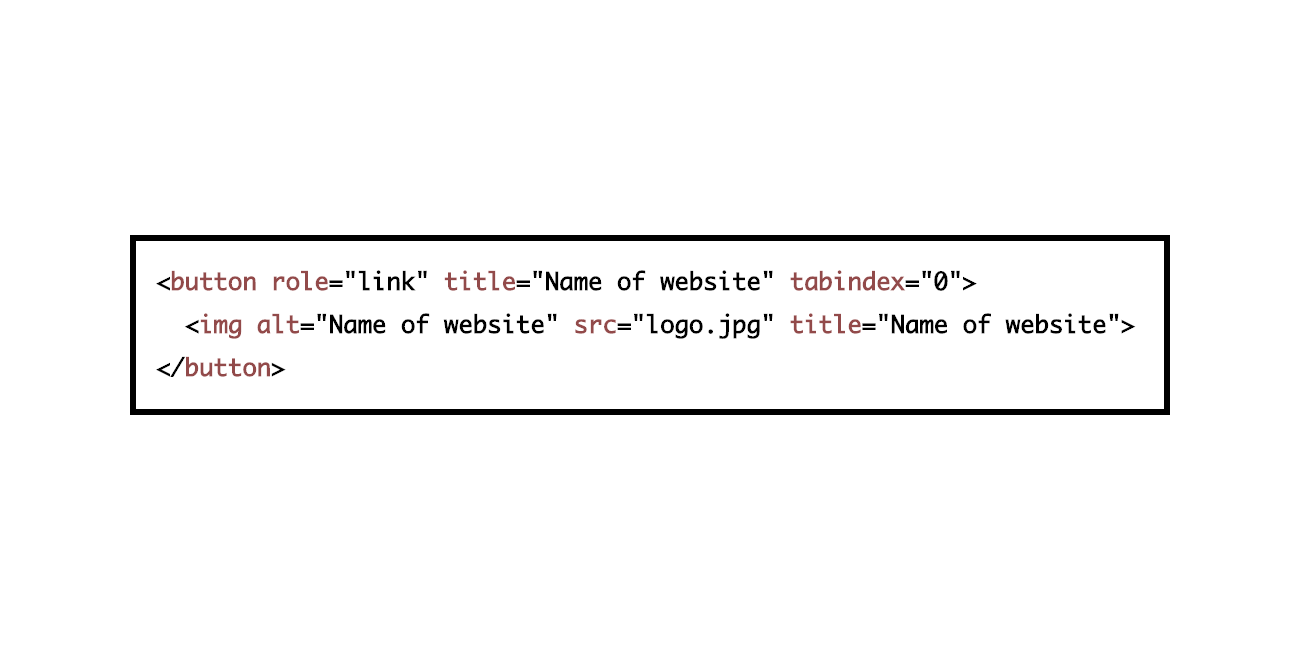 <button role="link" title="Name of website" tabindex="0">
  <img alt="Name of website" src="logo.jpg" title="Name of website">
</button>